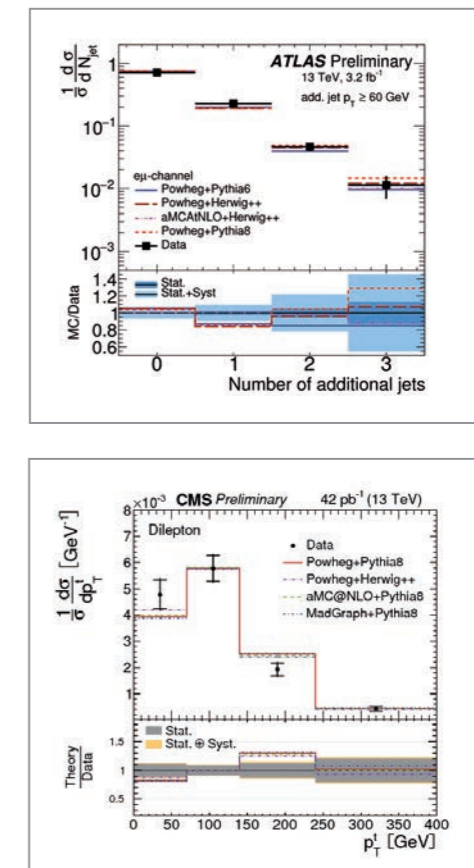 1 dσ
σ d N_jet
ATLAS Preliminary
13 TeV, 3.2 fb⁻¹
add. jet p_T ≥ 60 GeV
1
10⁻¹
10⁻²
10⁻³
eμ-channel
Powheg+Pythia6
Powheg+Herwig++
aMCAtNLO+Herwig++
Powheg+Pythia8
Data
MC/Data
1.4
1.2
1
0.8
0.6
Stat.
Stat.+Syst
0 1 2 3
Number of additional jets
×10⁻³
CMS Preliminary 42 pb⁻¹ (13 TeV)
1 dσ
σ dp_T^t [GeV⁻¹]
8
6
5
4
3
2
1
Dilepton
Data
Powheg+Pythia8
Powheg+Herwig++
aMC@NLO+Pythia8
MadGraph+Pythia8
Theory
Data
1.5
1
0.5
Stat.
Stat. ⊕ Syst.
0 50 100 150 200 250 300 350 400
p_T^t [GeV]